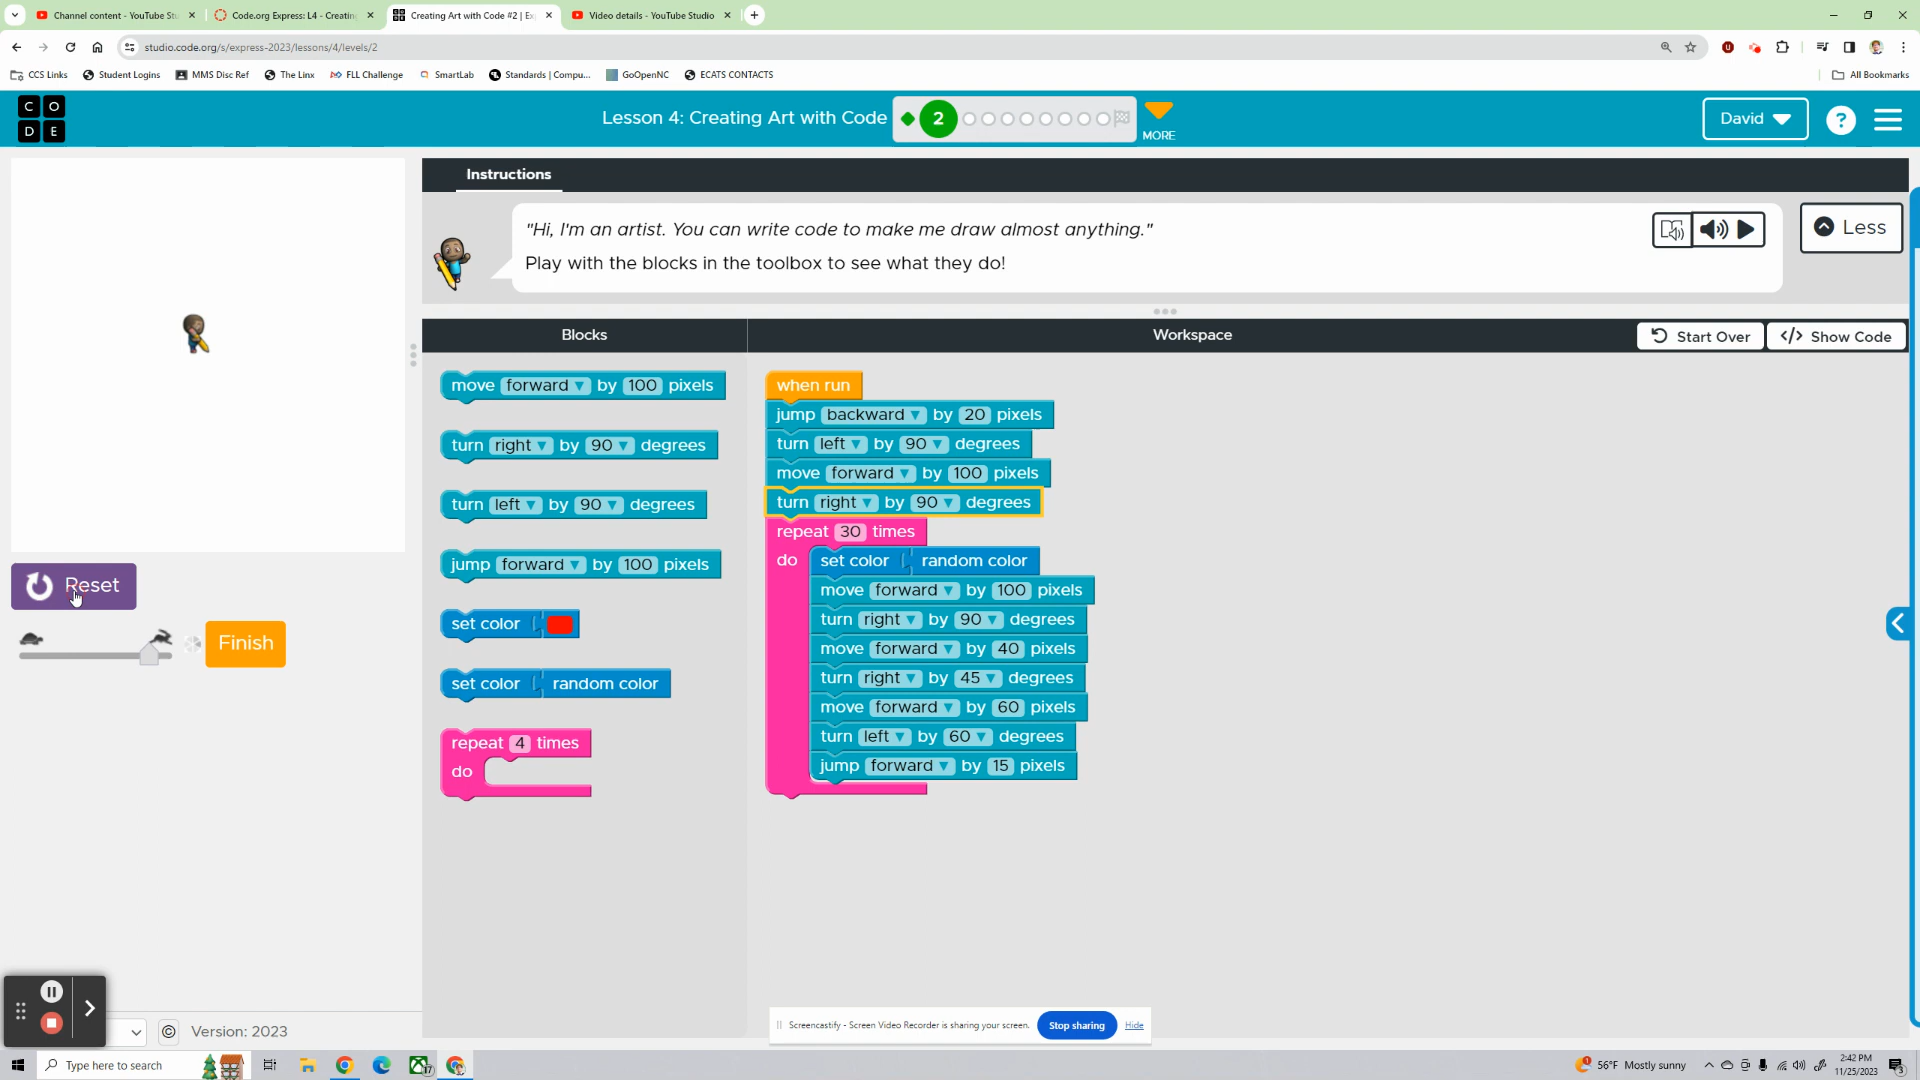 Channel content - YouTube Stu
Code.org Express: L4 - Creatin
Creating Art with Code #2 | Ex
Video details - YouTube Studio
studio.code.org/s/express-2023/lessons/4/levels/2
CCS Links
Student Logins
MMS Disc Ref
The Linx
FLL Challenge
SmartLab
Standards | Compu...
GoOpenNC
ECATS CONTACTS
All Bookmarks
C O
D E
Lesson 4: Creating Art with Code
2
MORE
David
?
Instructions
"Hi, I'm an artist. You can write code to make me draw almost anything."
Play with the blocks in the toolbox to see what they do!
Less
Blocks
Workspace
Start Over
</> Show Code
move forward by 100 pixels
turn right by 90 degrees
turn left by 90 degrees
jump forward by 100 pixels
set color
set color random color
repeat 4 times
do
when run
jump backward by 20 pixels
turn left by 90 degrees
move forward by 100 pixels
turn right by 90 degrees
repeat 30 times
do set color random color
move forward by 100 pixels
turn right by 90 degrees
move forward by 40 pixels
turn right by 45 degrees
move forward by 60 pixels
turn left by 60 degrees
jump forward by 15 pixels
Reset
Finish
© Version: 2023
Screencastify - Screen Video Recorder is sharing your screen.
Stop sharing
Hide
Type here to search
17
56°F Mostly sunny
2:42 PM
11/25/2023
3